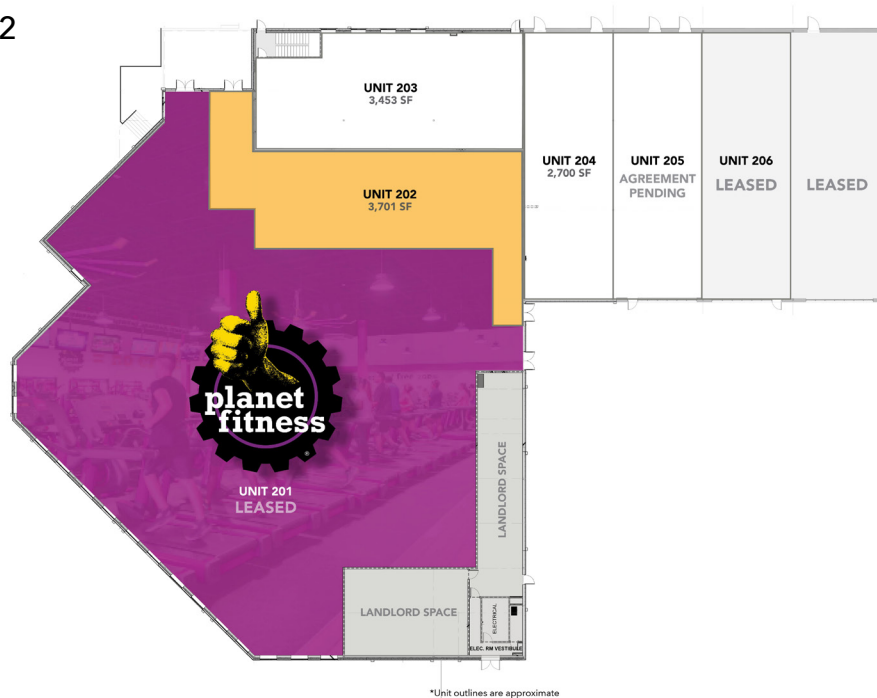 2
UNIT 203
3,453 SF
UNIT 202
3,701 SF
UNIT 204
2,700 SF
UNIT 205
AGREEMENT
PENDING
UNIT 206
LEASED
LEASED
planet
fitness
®
UNIT 201
LEASED
LANDLORD SPACE
LANDLORD SPACE
ELECTRICAL
ELEC. RM VESTIBULE
*Unit outlines are approximate